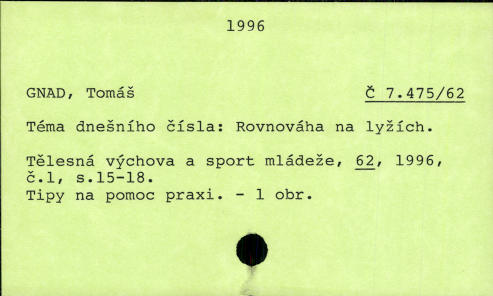 1996
GNAD, Tomáš Č 7.475/62
Téma dnešního čísla: Rovnováha na lyžích.
Tělesná výchova a sport mládeže, 62, 1996,
č.1, s.15-18.
Tipy na pomoc praxi. - 1 obr.